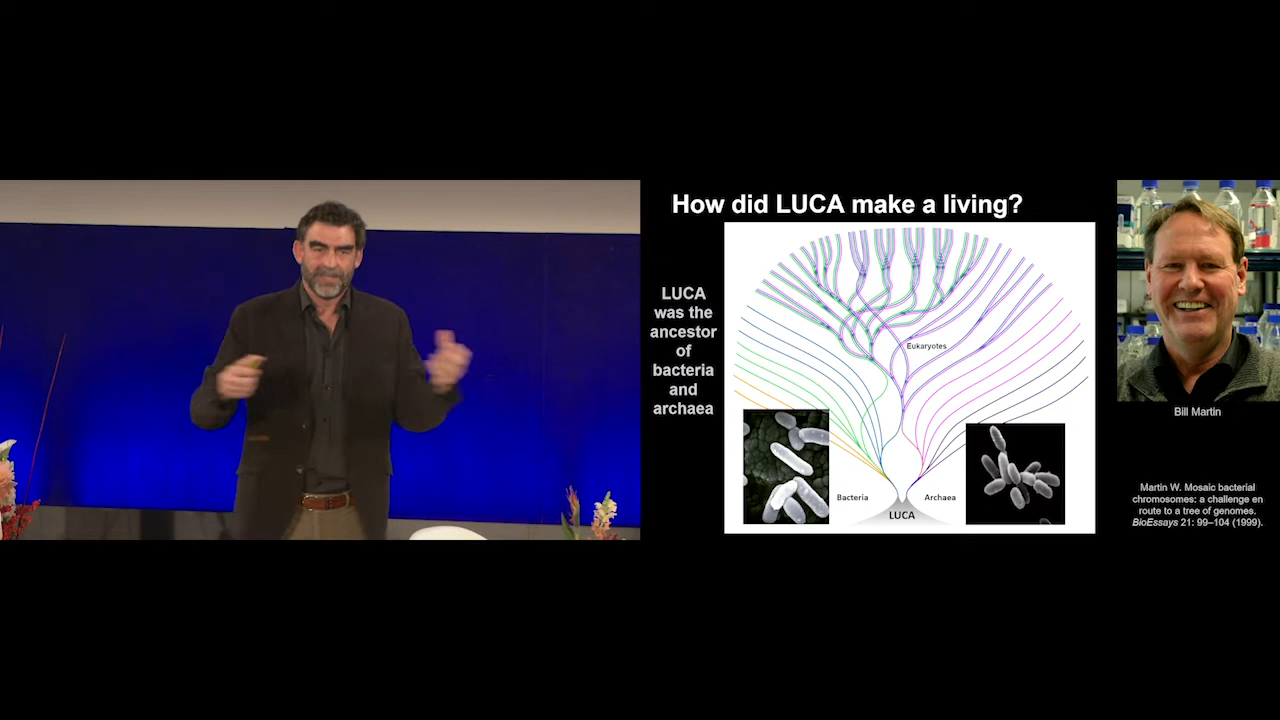 How did LUCA make a living?
LUCA
was the
ancestor
of
bacteria
and
archaea
Eukaryotes
Bacteria
Archaea
LUCA
Bill Martin
Martin W. Mosaic bacterial
chromosomes: a challenge en
route to a tree of genomes.
BioEssays 21: 99–104 (1999).